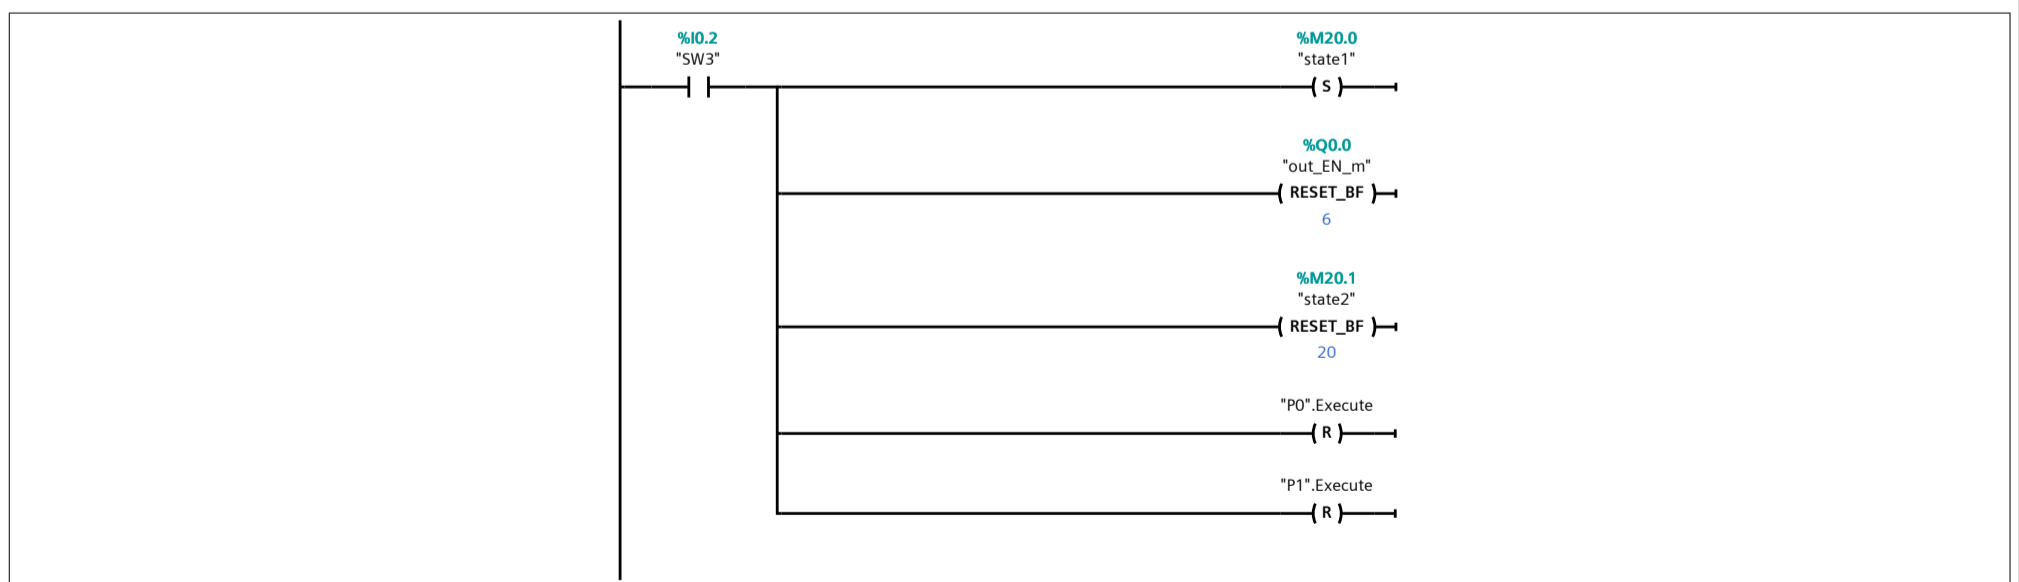 %I0.2
"SW3"
%M20.0
"state1"
( S )
%Q0.0
"out_EN_m"
( RESET_BF )
6
%M20.1
"state2"
( RESET_BF )
20
"P0".Execute
( R )
"P1".Execute
( R )